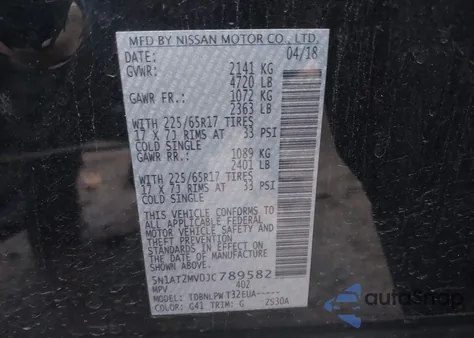 MFD BY NISSAN MOTOR CO., LTD.
DATE: 04/18
GVWR: 2141 KG
4720 LB
GAWR FR.: 1072 KG
2363 LB
WITH 225/65R17 TIRES
17 X 7J RIMS AT 33 PSI
COLD SINGLE
GAWR RR.: 1089 KG
2401 LB
WITH 225/65R17 TIRES
17 X 7J RIMS AT 33 PSI
COLD SINGLE
THIS VEHICLE CONFORMS TO
ALL APPLICABLE FEDERAL
MOTOR VEHICLE SAFETY
STANDARDS IN EFFECT ON
THE DATE OF MANUFACTURE
SHOWN ABOVE.
5N1AT2MV0JC789582
MPV 402
MODEL: TDBNLPWT32EUA-----
COLOR: G41 TRIM: G ZS30A
autoSnap